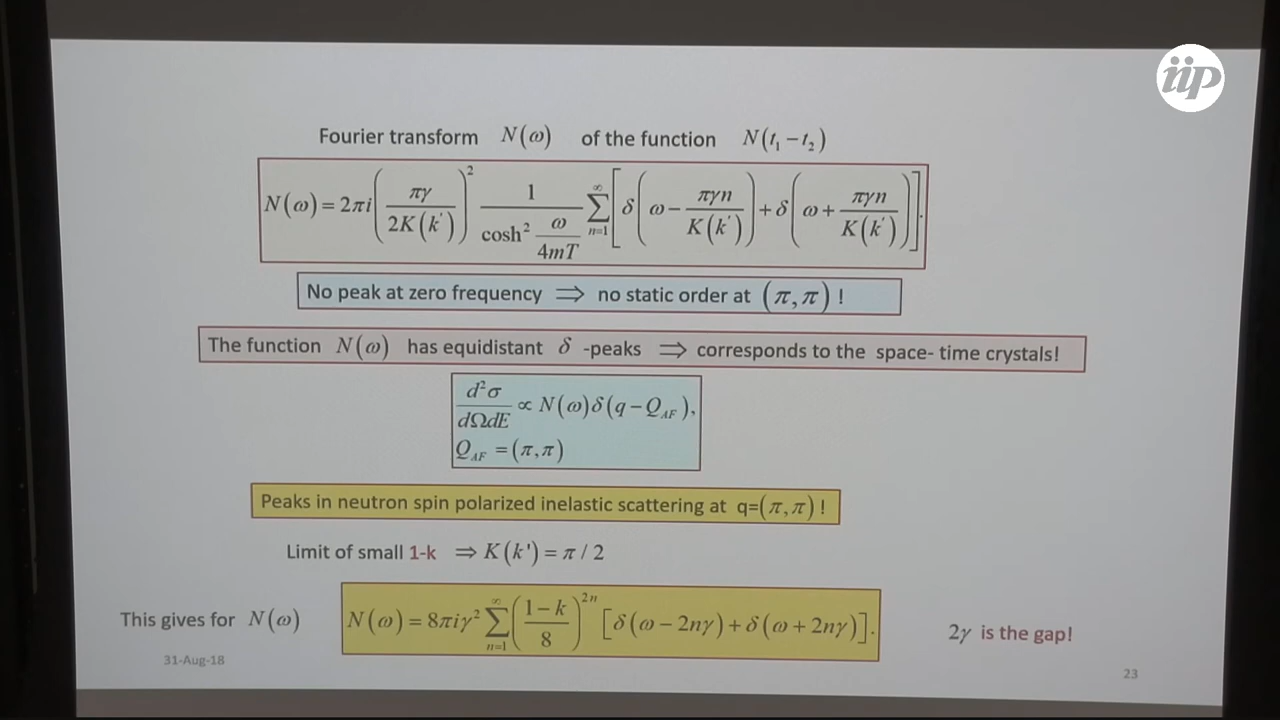 iip
Fourier transform N(ω) of the function N(t₁ − t₂)
N(ω) = 2πi (πγ / 2K(k'))² 1 / cosh² (ω / 4mT) ∑_{n=1}^{∞} [δ(ω − πγn / K(k')) + δ(ω + πγn / K(k'))].
No peak at zero frequency ⟹ no static order at (π,π) !
The function N(ω) has equidistant δ -peaks ⟹ corresponds to the space- time crystals!
d²σ / dΩdE ∝ N(ω)δ(q − Q_AF),
Q_AF = (π,π)
Peaks in neutron spin polarized inelastic scattering at q=(π,π) !
Limit of small 1-k ⟹ K(k') = π / 2
This gives for N(ω) N(ω) = 8πiγ² ∑_{n=1}^{∞} ((1−k) / 8)^{2n} [δ(ω − 2nγ) + δ(ω + 2nγ)].
2γ is the gap!
31-Aug-18
23